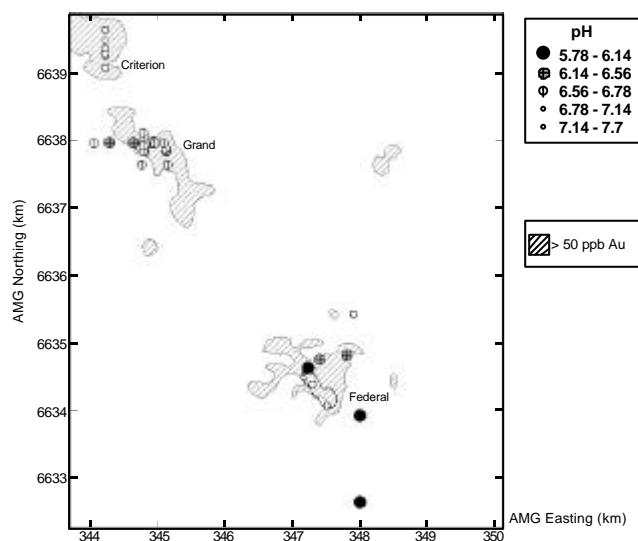 AMG Northing (km)
6639
6638
6637
6636
6635
6634
6633
344
345
346
347
348
349
350
AMG Easting (km)
Criterion
Grand
Federal
pH
5.78 - 6.14
6.14 - 6.56
6.56 - 6.78
6.78 - 7.14
7.14 - 7.7
> 50 ppb Au